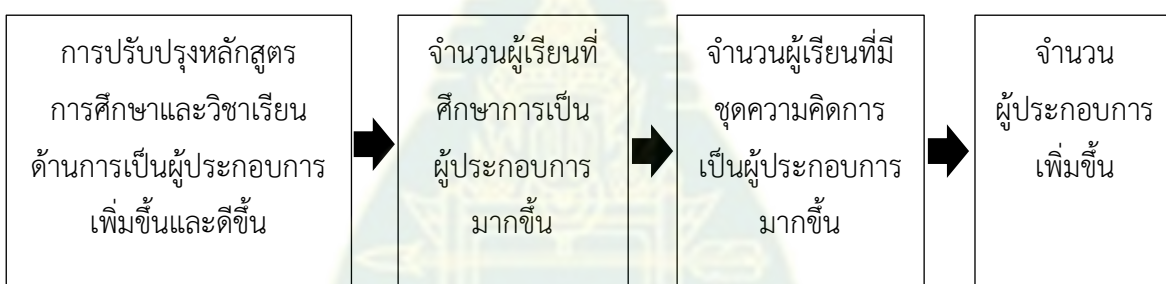 การปรับปรุงหลักสูตร
การศึกษาและวิชาเรียน
ด้านการเป็นผู้ประกอบการ
เพิ่มขึ้นและดีขึ้น
จำนวนผู้เรียนที่
ศึกษาการเป็น
ผู้ประกอบการ
มากขึ้น
จำนวนผู้เรียนที่มี
ชุดความคิดการ
เป็นผู้ประกอบการ
มากขึ้น
จำนวน
ผู้ประกอบการ
เพิ่มขึ้น